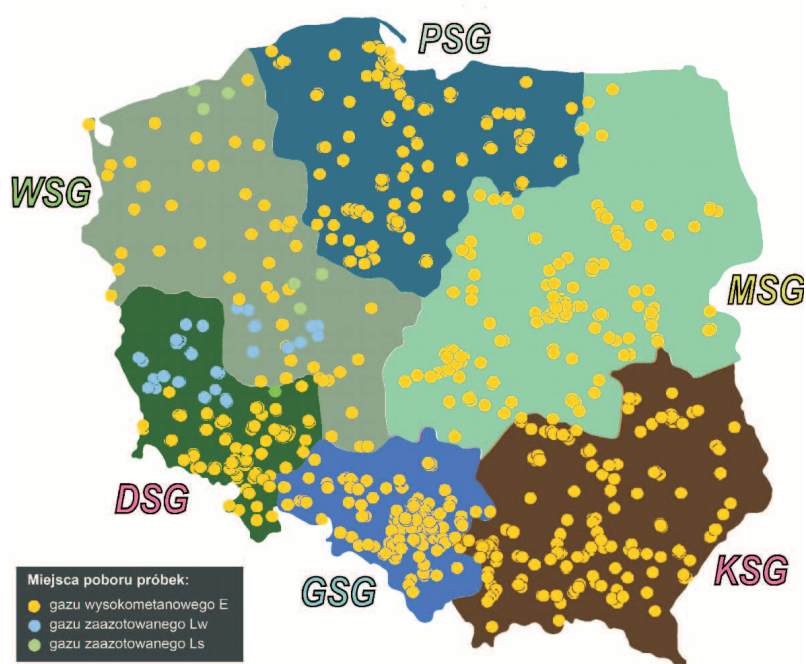 PSG
WSG
MSG
DSG
GSG
KSG
Miejsca poboru próbek:
gazu wysokometanowego E
gazu zaazotowanego Lw
gazu zaazotowanego Ls